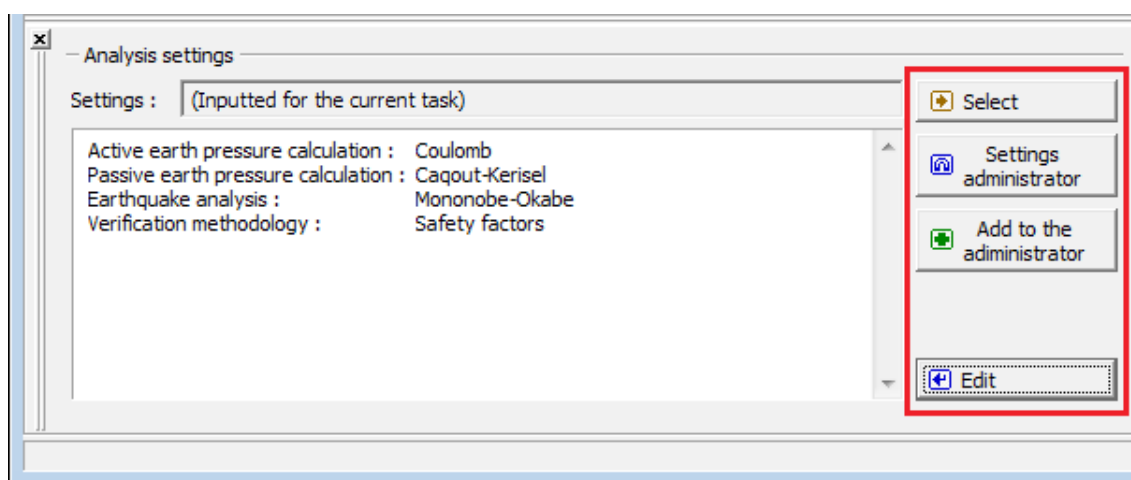 Analysis settings
Settings : (Inputted for the current task)
Active earth pressure calculation : Coulomb
Passive earth pressure calculation : Caqout-Kerisel
Earthquake analysis : Mononobe-Okabe
Verification methodology : Safety factors
Select
Settings
administrator
Add to the
adiministrator
Edit